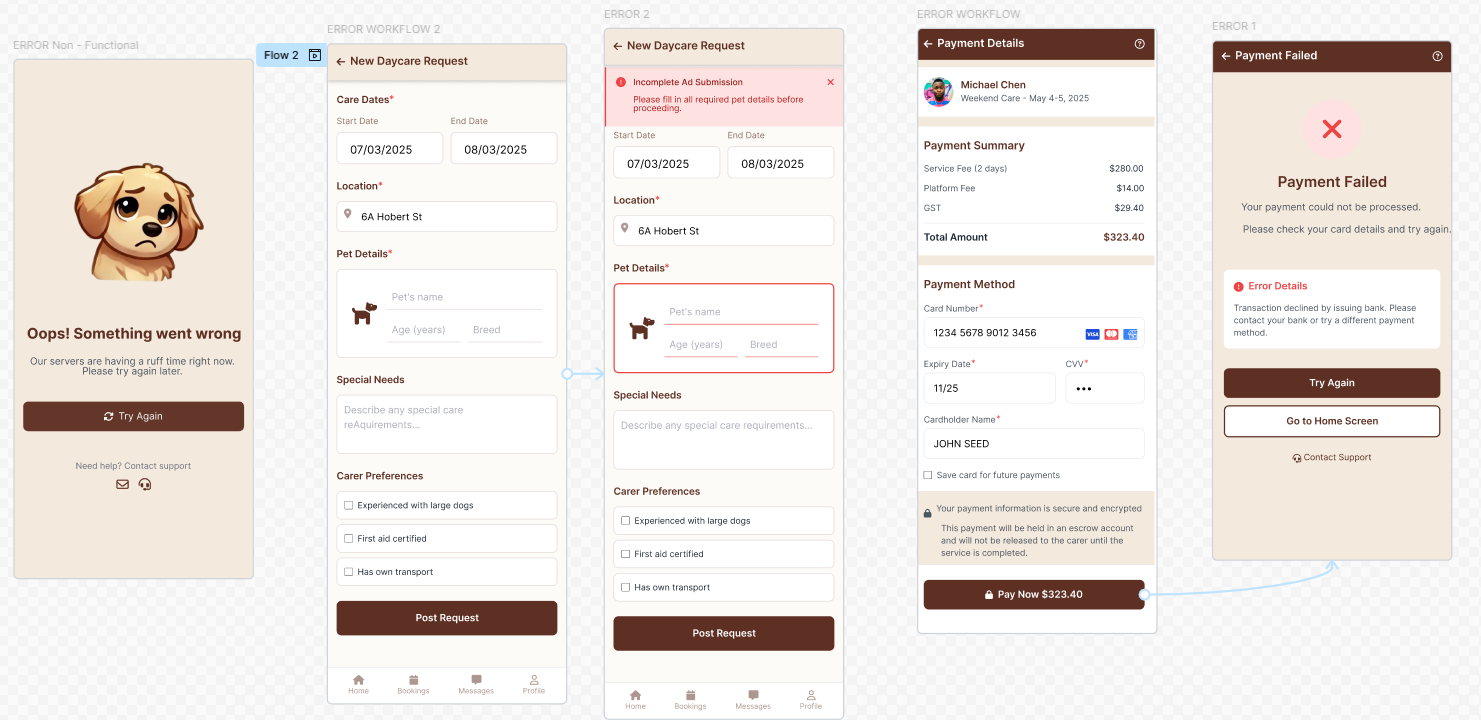 ERROR Non - Functional
Oops! Something went wrong
Our servers are having a ruff time right now.
Please try again later.
Try Again
Need help? Contact support
Flow 2
ERROR WORKFLOW 2
New Daycare Request
Care Dates*
Start Date End Date
07/03/2025 08/03/2025
Location*
6A Hobert St
Pet Details*
Pet's name
Age (years) Breed
Special Needs
Describe any special care
reAquirements...
Carer Preferences
Experienced with large dogs
First aid certified
Has own transport
Post Request
Home Bookings Messages Profile
ERROR 2
New Daycare Request
Incomplete Ad Submission
Please fill in all required pet details before
proceeding.
Start Date End Date
07/03/2025 08/03/2025
Location*
6A Hobert St
Pet Details*
Pet's name
Age (years) Breed
Special Needs
Describe any special care requirements...
Carer Preferences
Experienced with large dogs
First aid certified
Has own transport
Post Request
Home Bookings Messages Profile
ERROR WORKFLOW
Payment Details
Michael Chen
Weekend Care - May 4-5, 2025
Payment Summary
Service Fee (2 days) $280.00
Platform Fee $14.00
GST $29.40
Total Amount $323.40
Payment Method
Card Number*
1234 5678 9012 3456 VISA
Expiry Date* CVV*
11/25 •••
Cardholder Name*
JOHN SEED
Save card for future payments
Your payment information is secure and encrypted
This payment will be held in an escrow account
and will not be released to the carer until the
service is completed.
Pay Now $323.40
ERROR 1
Payment Failed
Payment Failed
Your payment could not be processed.
Please check your card details and try again.
Error Details
Transaction declined by issuing bank. Please
contact your bank or try a different payment
method.
Try Again
Go to Home Screen
Contact Support